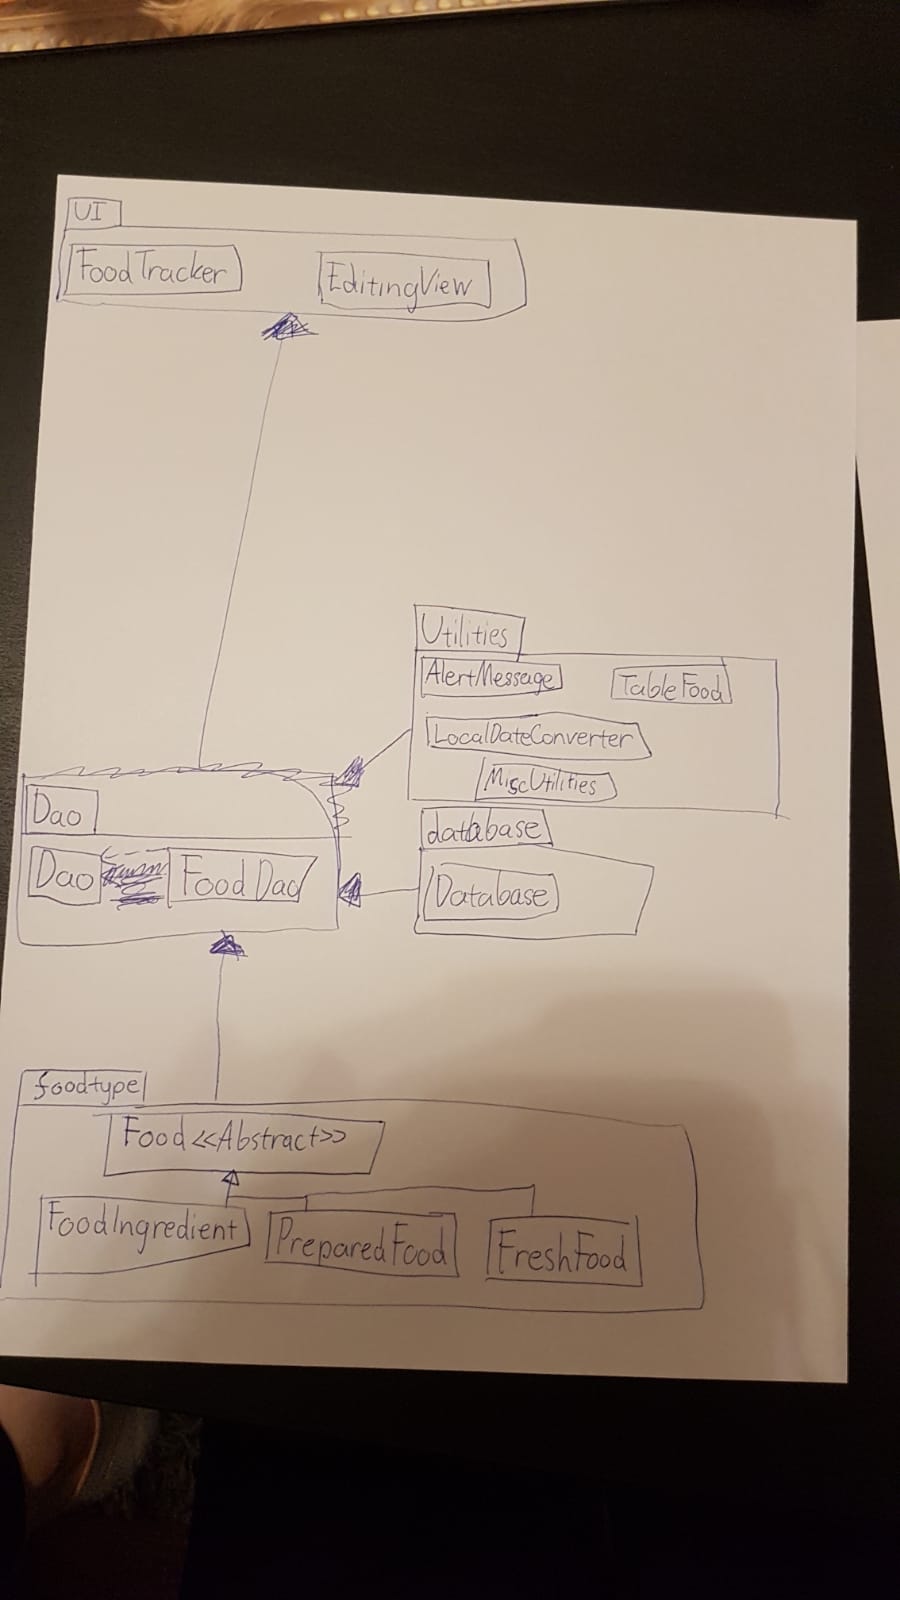 UI
FoodTracker
EditingView
Utilities
AlertMessage
TableFood
LocalDateConverter
MiscUtilities
Dao
Dao
FoodDao
database
Database
foodtype
Food <<Abstract>>
FoodIngredient
PreparedFood
FreshFood